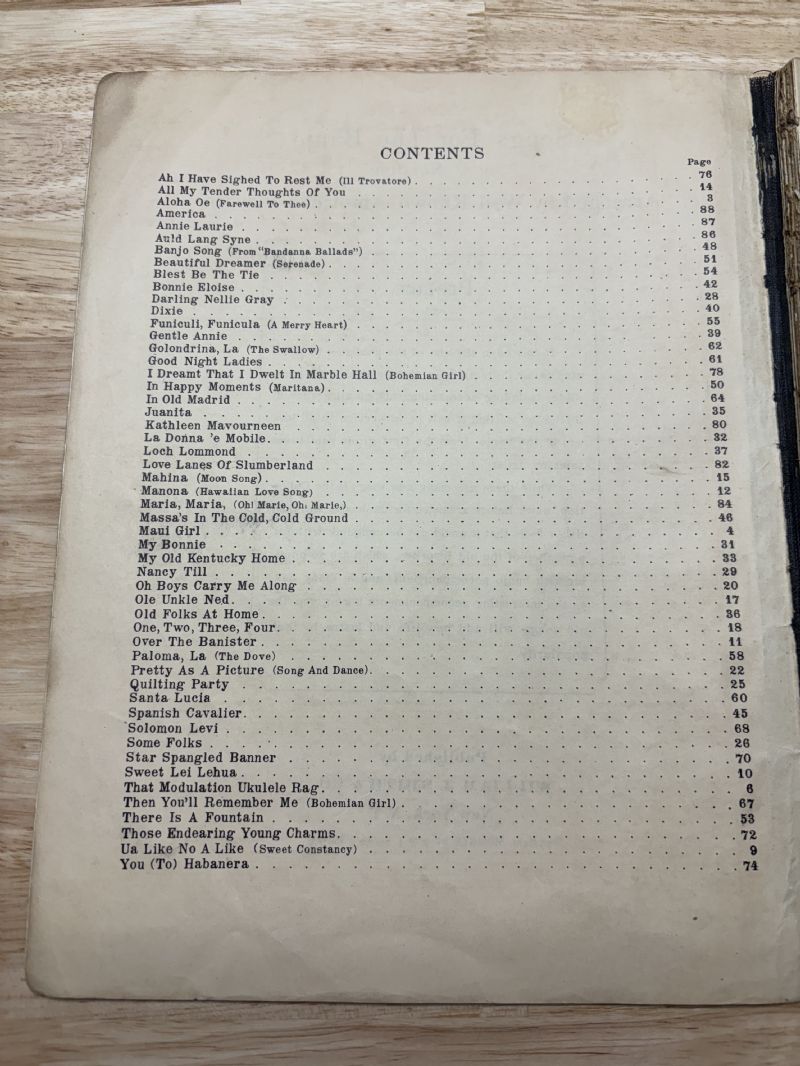 CONTENTS
Page
Ah I Have Sighed To Rest Me (Ill Trovatore) . . . 76
All My Tender Thoughts Of You . . . 14
Aloha Oe (Farewell To Thee) . . . 3
America . . . 88
Annie Laurie . . . 87
Auld Lang Syne . . . 86
Banjo Song (From "Bandanna Ballads") . . . 48
Beautiful Dreamer (Serenade) . . . 51
Blest Be The Tie . . . 54
Bonnie Eloise . . . 42
Darling Nellie Gray . . . 28
Dixie . . . 40
Funiculi, Funicula (A Merry Heart) . . . 55
Gentle Annie . . . 39
Golondrina, La (The Swallow) . . . 62
Good Night Ladies . . . 61
I Dreamt That I Dwelt In Marble Hall (Bohemian Girl) . . . 78
In Happy Moments (Maritana) . . . 50
In Old Madrid . . . 64
Juanita . . . 35
Kathleen Mavourneen . . . 80
La Donna 'e Mobile . . . 32
Loch Lommond . . . 37
Love Lanes Of Slumberland . . . 82
Mahina (Moon Song) . . . 15
Manona (Hawaiian Love Song) . . . 12
Maria, Maria, (Oh! Marie, Oh! Marie,) . . . 84
Massa's In The Cold, Cold Ground . . . 46
Maui Girl . . . 4
My Bonnie . . . 31
My Old Kentucky Home . . . 33
Nancy Till . . . 29
Oh Boys Carry Me Along . . . 20
Ole Unkle Ned . . . 17
Old Folks At Home . . . 36
One, Two, Three, Four . . . 18
Over The Banister . . . 11
Paloma, La (The Dove) . . . 58
Pretty As A Picture (Song And Dance) . . . 22
Quilting Party . . . 25
Santa Lucia . . . 60
Spanish Cavalier . . . 45
Solomon Levi . . . 68
Some Folks . . . 26
Star Spangled Banner . . . 70
Sweet Lei Lehua . . . 10
That Modulation Ukulele Rag . . . 6
Then You'll Remember Me (Bohemian Girl) . . . 67
There Is A Fountain . . . 53
Those Endearing Young Charms . . . 72
Ua Like No A Like (Sweet Constancy) . . . 9
You (To) Habanera . . . 74